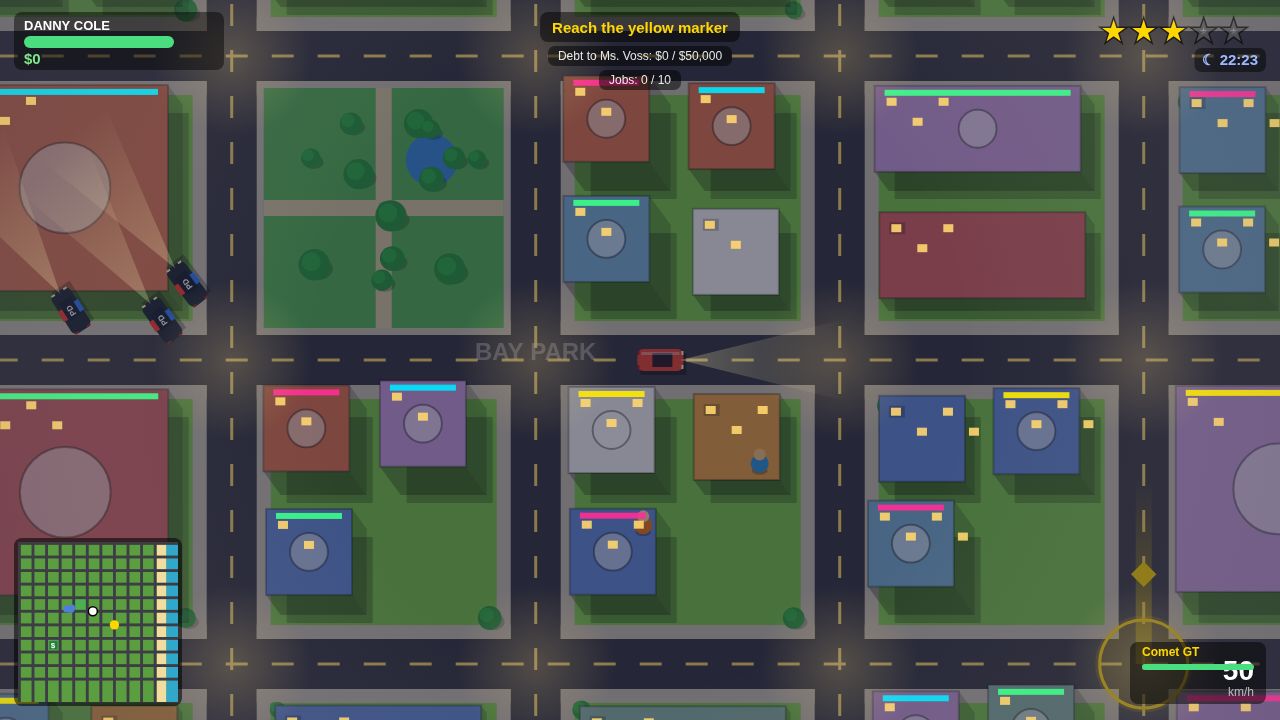 DANNY COLE
$0
Reach the yellow marker
Debt to Ms. Voss: $0 / $50,000
Jobs: 0 / 10
22:23
BAY PARK
PD
PD
PD
$
Comet GT
50
km/h